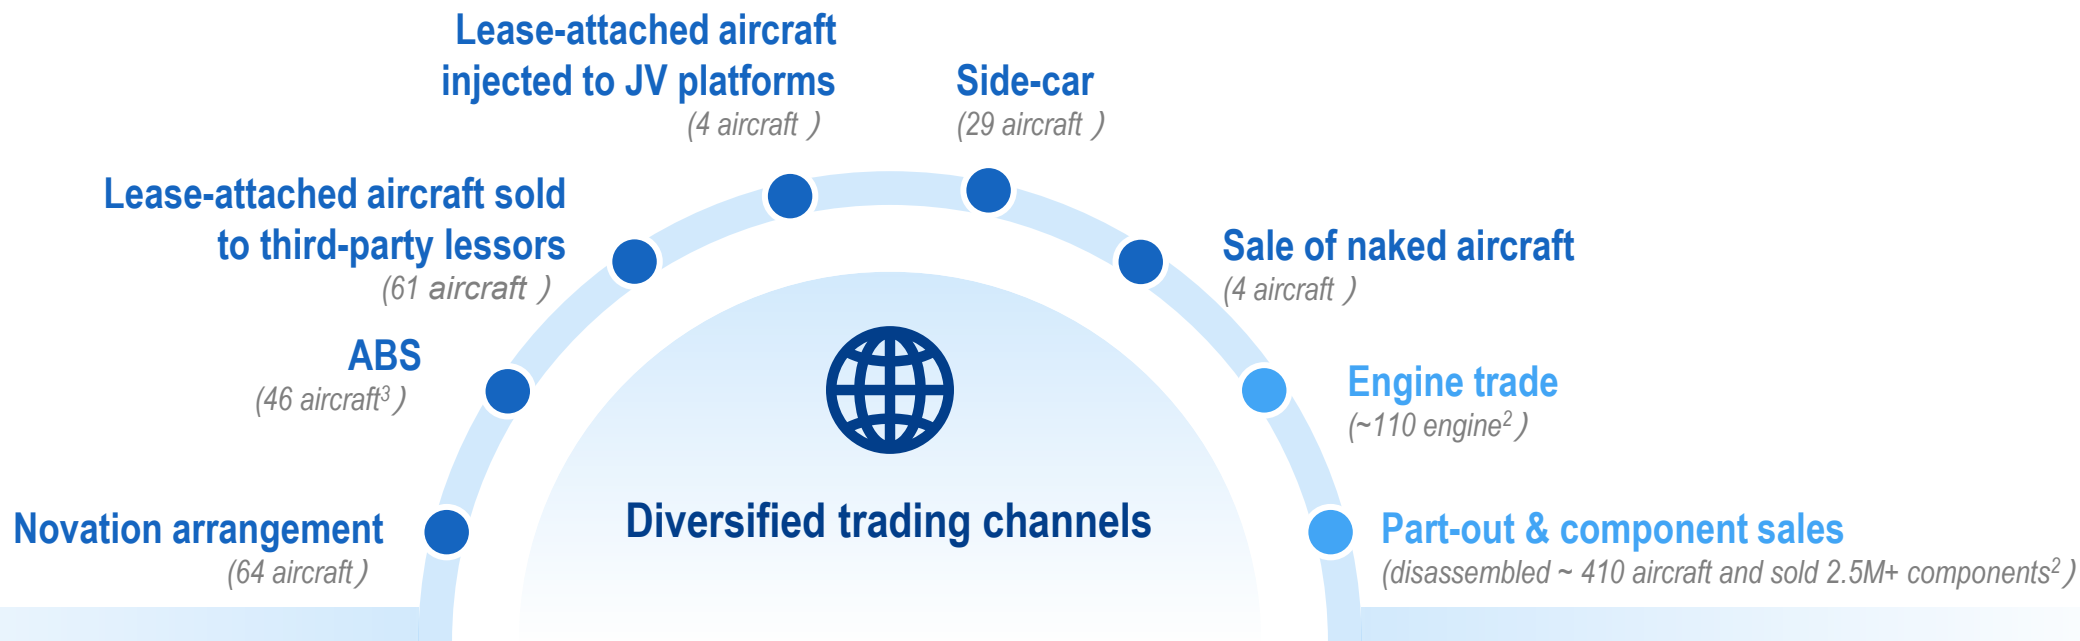 Lease-attached aircraft
injected to JV platforms
(4 aircraft )
Side-car
(29 aircraft )
Lease-attached aircraft sold
to third-party lessors
(61 aircraft )
Sale of naked aircraft
(4 aircraft )
ABS
(46 aircraft³)
Engine trade
(~110 engine²)
Diversified trading channels
Novation arrangement
(64 aircraft)
Part-out & component sales
(disassembled ~ 410 aircraft and sold 2.5M+ components²)